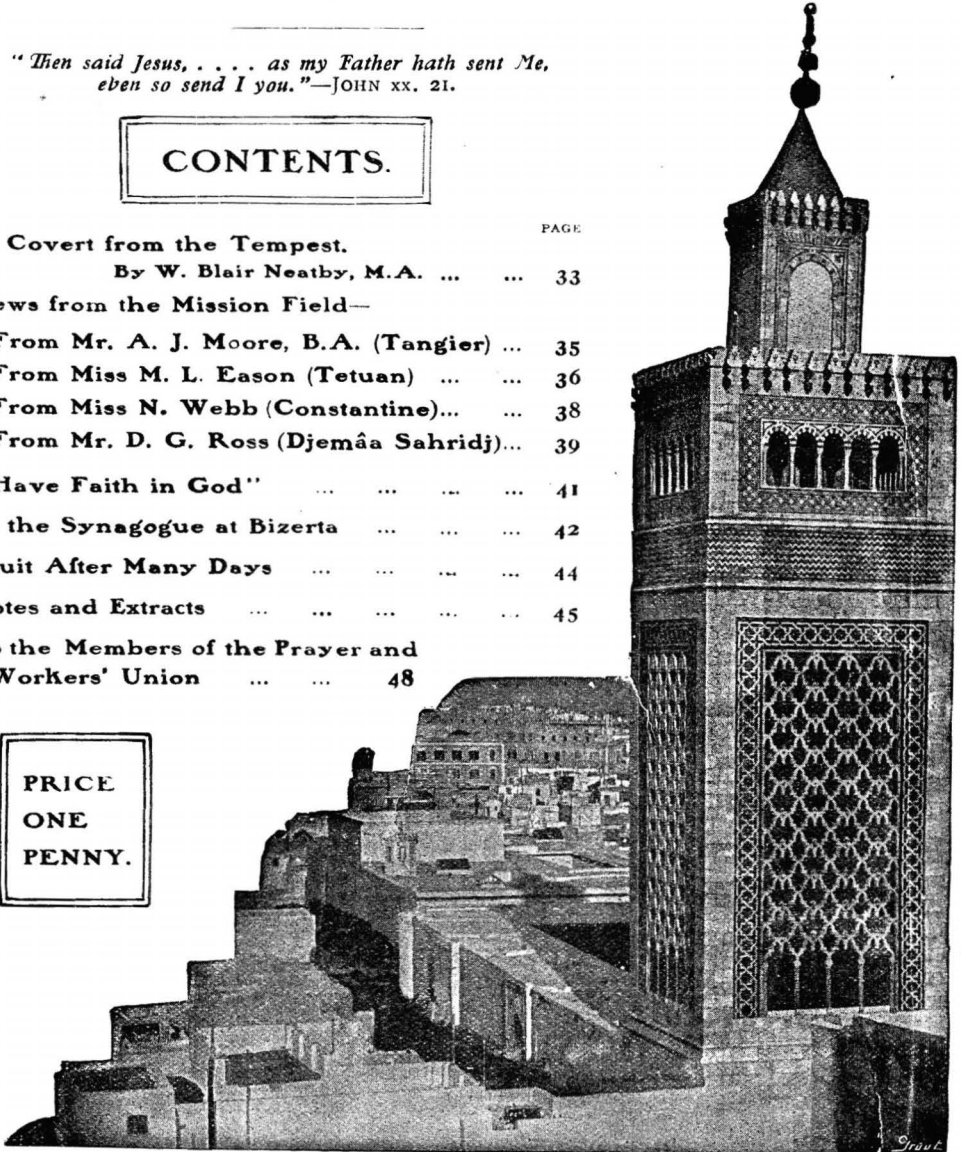 "Then said Jesus, . . . . . as my Father hath sent Me,
even so send I you."—JOHN xx. 21.
CONTENTS.
PAGE
Covert from the Tempest.
By W. Blair Neatby, M.A. ... ... 33
ews from the Mission Field—
From Mr. A. J. Moore, B.A. (Tangier) ... 35
From Miss M. L. Eason (Tetuan) ... ... 36
From Miss N. Webb (Constantine)... ... 38
From Mr. D. G. Ross (Djemâa Sahridj)... 39
Have Faith in God" ... ... ... ... 41
the Synagogue at Bizerta ... ... ... 42
uit After Many Days ... ... ... ... 44
otes and Extracts ... ... ... ... ... 45
the Members of the Prayer and
Workers' Union ... ... 48
PRICE
ONE
PENNY.